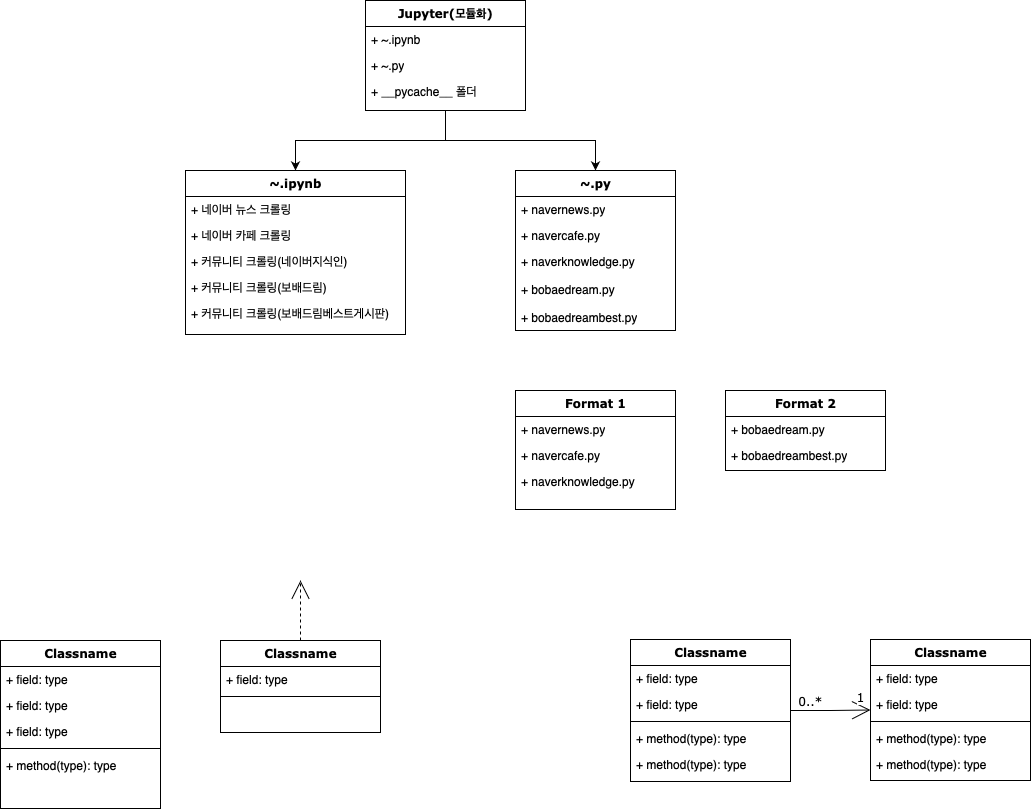 Jupyter(모듈화)
+ ~.ipynb
+ ~.py
+ __pycache__ 폴더
~.ipynb
+ 네이버 뉴스 크롤링
+ 네이버 카페 크롤링
+ 커뮤니티 크롤링(네이버지식인)
+ 커뮤니티 크롤링(보배드림)
+ 커뮤니티 크롤링(보배드림베스트게시판)
~.py
+ navernews.py
+ navercafe.py
+ naverknowledge.py
+ bobaedream.py
+ bobaedreambest.py
Format 1
+ navernews.py
+ navercafe.py
+ naverknowledge.py
Format 2
+ bobaedream.py
+ bobaedreambest.py
Classname
+ field: type
+ field: type
+ field: type
+ method(type): type
Classname
+ field: type
Classname
+ field: type
+ field: type
+ method(type): type
+ method(type): type
0..*
1
Classname
+ field: type
+ field: type
+ method(type): type
+ method(type): type